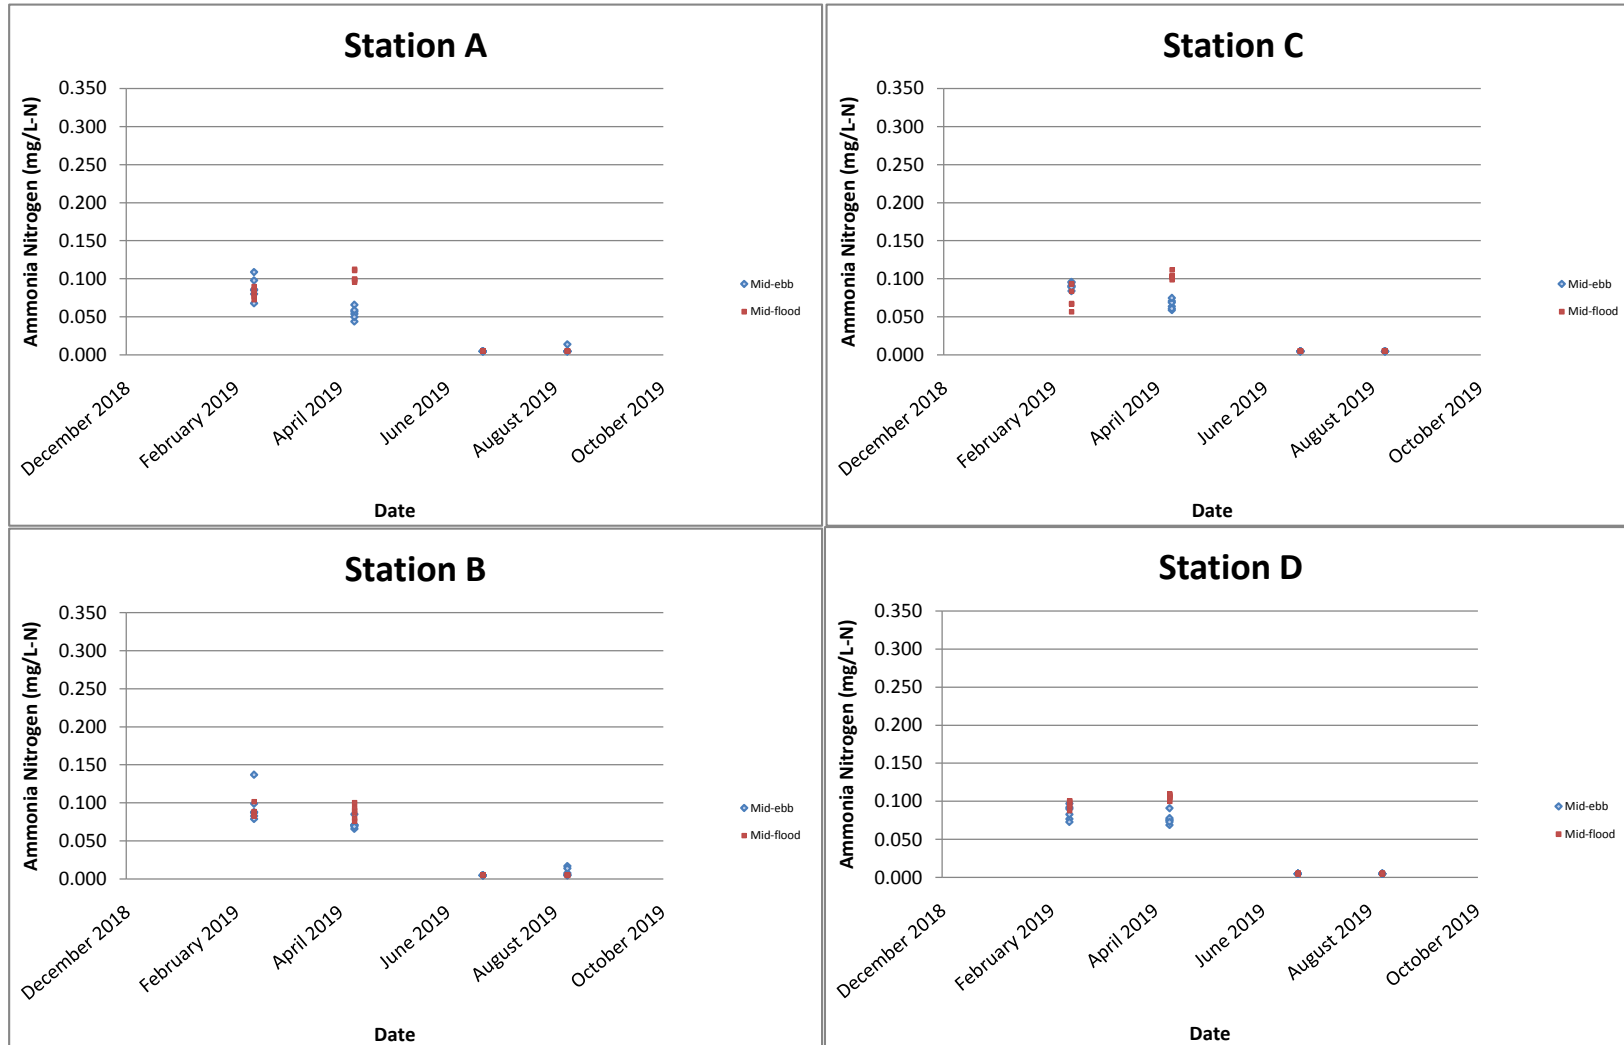 Station A
Ammonia Nitrogen (mg/L-N)
0.350
0.300
0.250
0.200
0.150
0.100
0.050
0.000
December 2018
February 2019
April 2019
June 2019
August 2019
October 2019
Date
Mid-ebb
Mid-flood
Station C
Ammonia Nitrogen (mg/L-N)
0.350
0.300
0.250
0.200
0.150
0.100
0.050
0.000
December 2018
February 2019
April 2019
June 2019
August 2019
October 2019
Date
Mid-ebb
Mid-flood
Station B
Ammonia Nitrogen (mg/L-N)
0.350
0.300
0.250
0.200
0.150
0.100
0.050
0.000
December 2018
February 2019
April 2019
June 2019
August 2019
October 2019
Date
Mid-ebb
Mid-flood
Station D
Ammonia Nitrogen (mg/L-N)
0.350
0.300
0.250
0.200
0.150
0.100
0.050
0.000
December 2018
February 2019
April 2019
June 2019
August 2019
October 2019
Date
Mid-ebb
Mid-flood